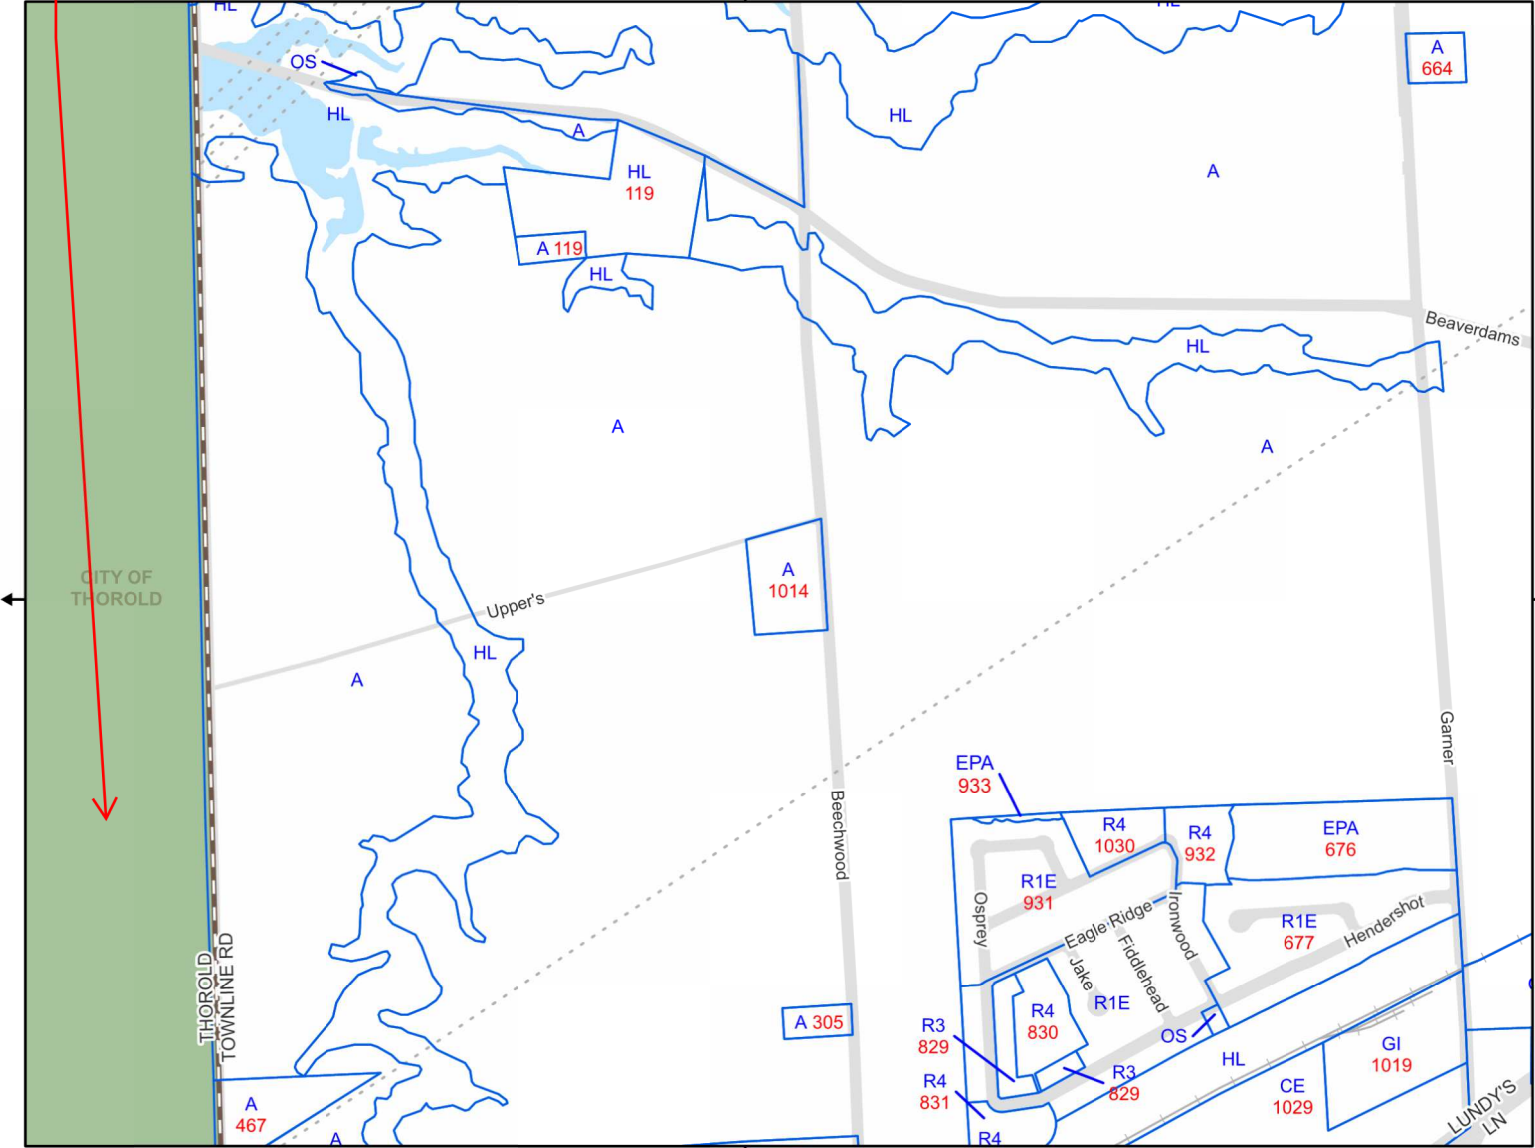 HL
HL
A
664
OS
HL
A
HL
HL
119
A
A 119
HL
Beaverdams
HL
A
A
CITY OF
THOROLD
A
1014
Upper's
HL
A
Garner
EPA
933
Beechwood
R4
1030
R4
932
EPA
676
R1E
931
Osprey
Eagle Ridge
Ironwood
R1E
677
Hendershot
Fiddlehead
Jake
THOROLD
TOWNLINE RD
A 305
R4
830
R1E
R3
829
OS
HL
GI
1019
R4
831
R3
829
CE
1029
A
467
A
R4
LUNDY'S
LN